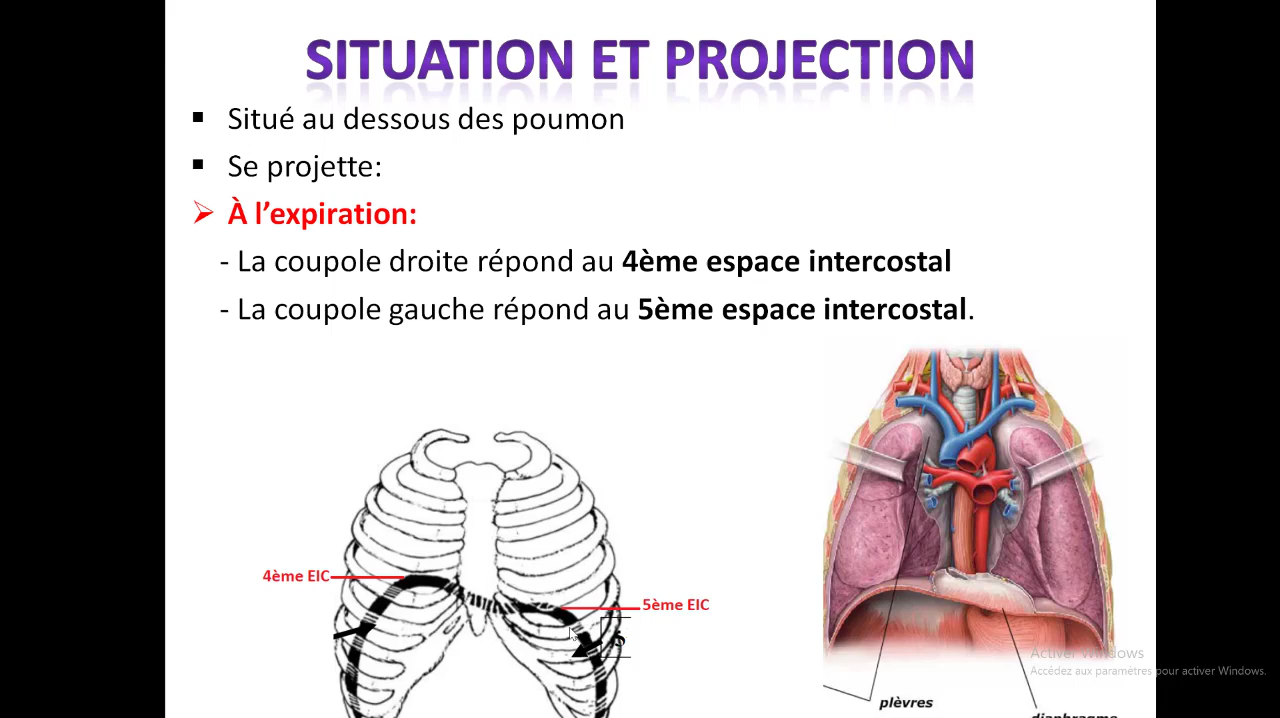 SITUATION ET PROJECTION
▪ Situé au dessous des poumon
▪ Se projette:
➢ À l’expiration:
- La coupole droite répond au 4ème espace intercostal
- La coupole gauche répond au 5ème espace intercostal.
4ème EIC
5ème EIC
plèvres
diaphragme
Activer Windows
Accédez aux paramètres pour activer Windows.